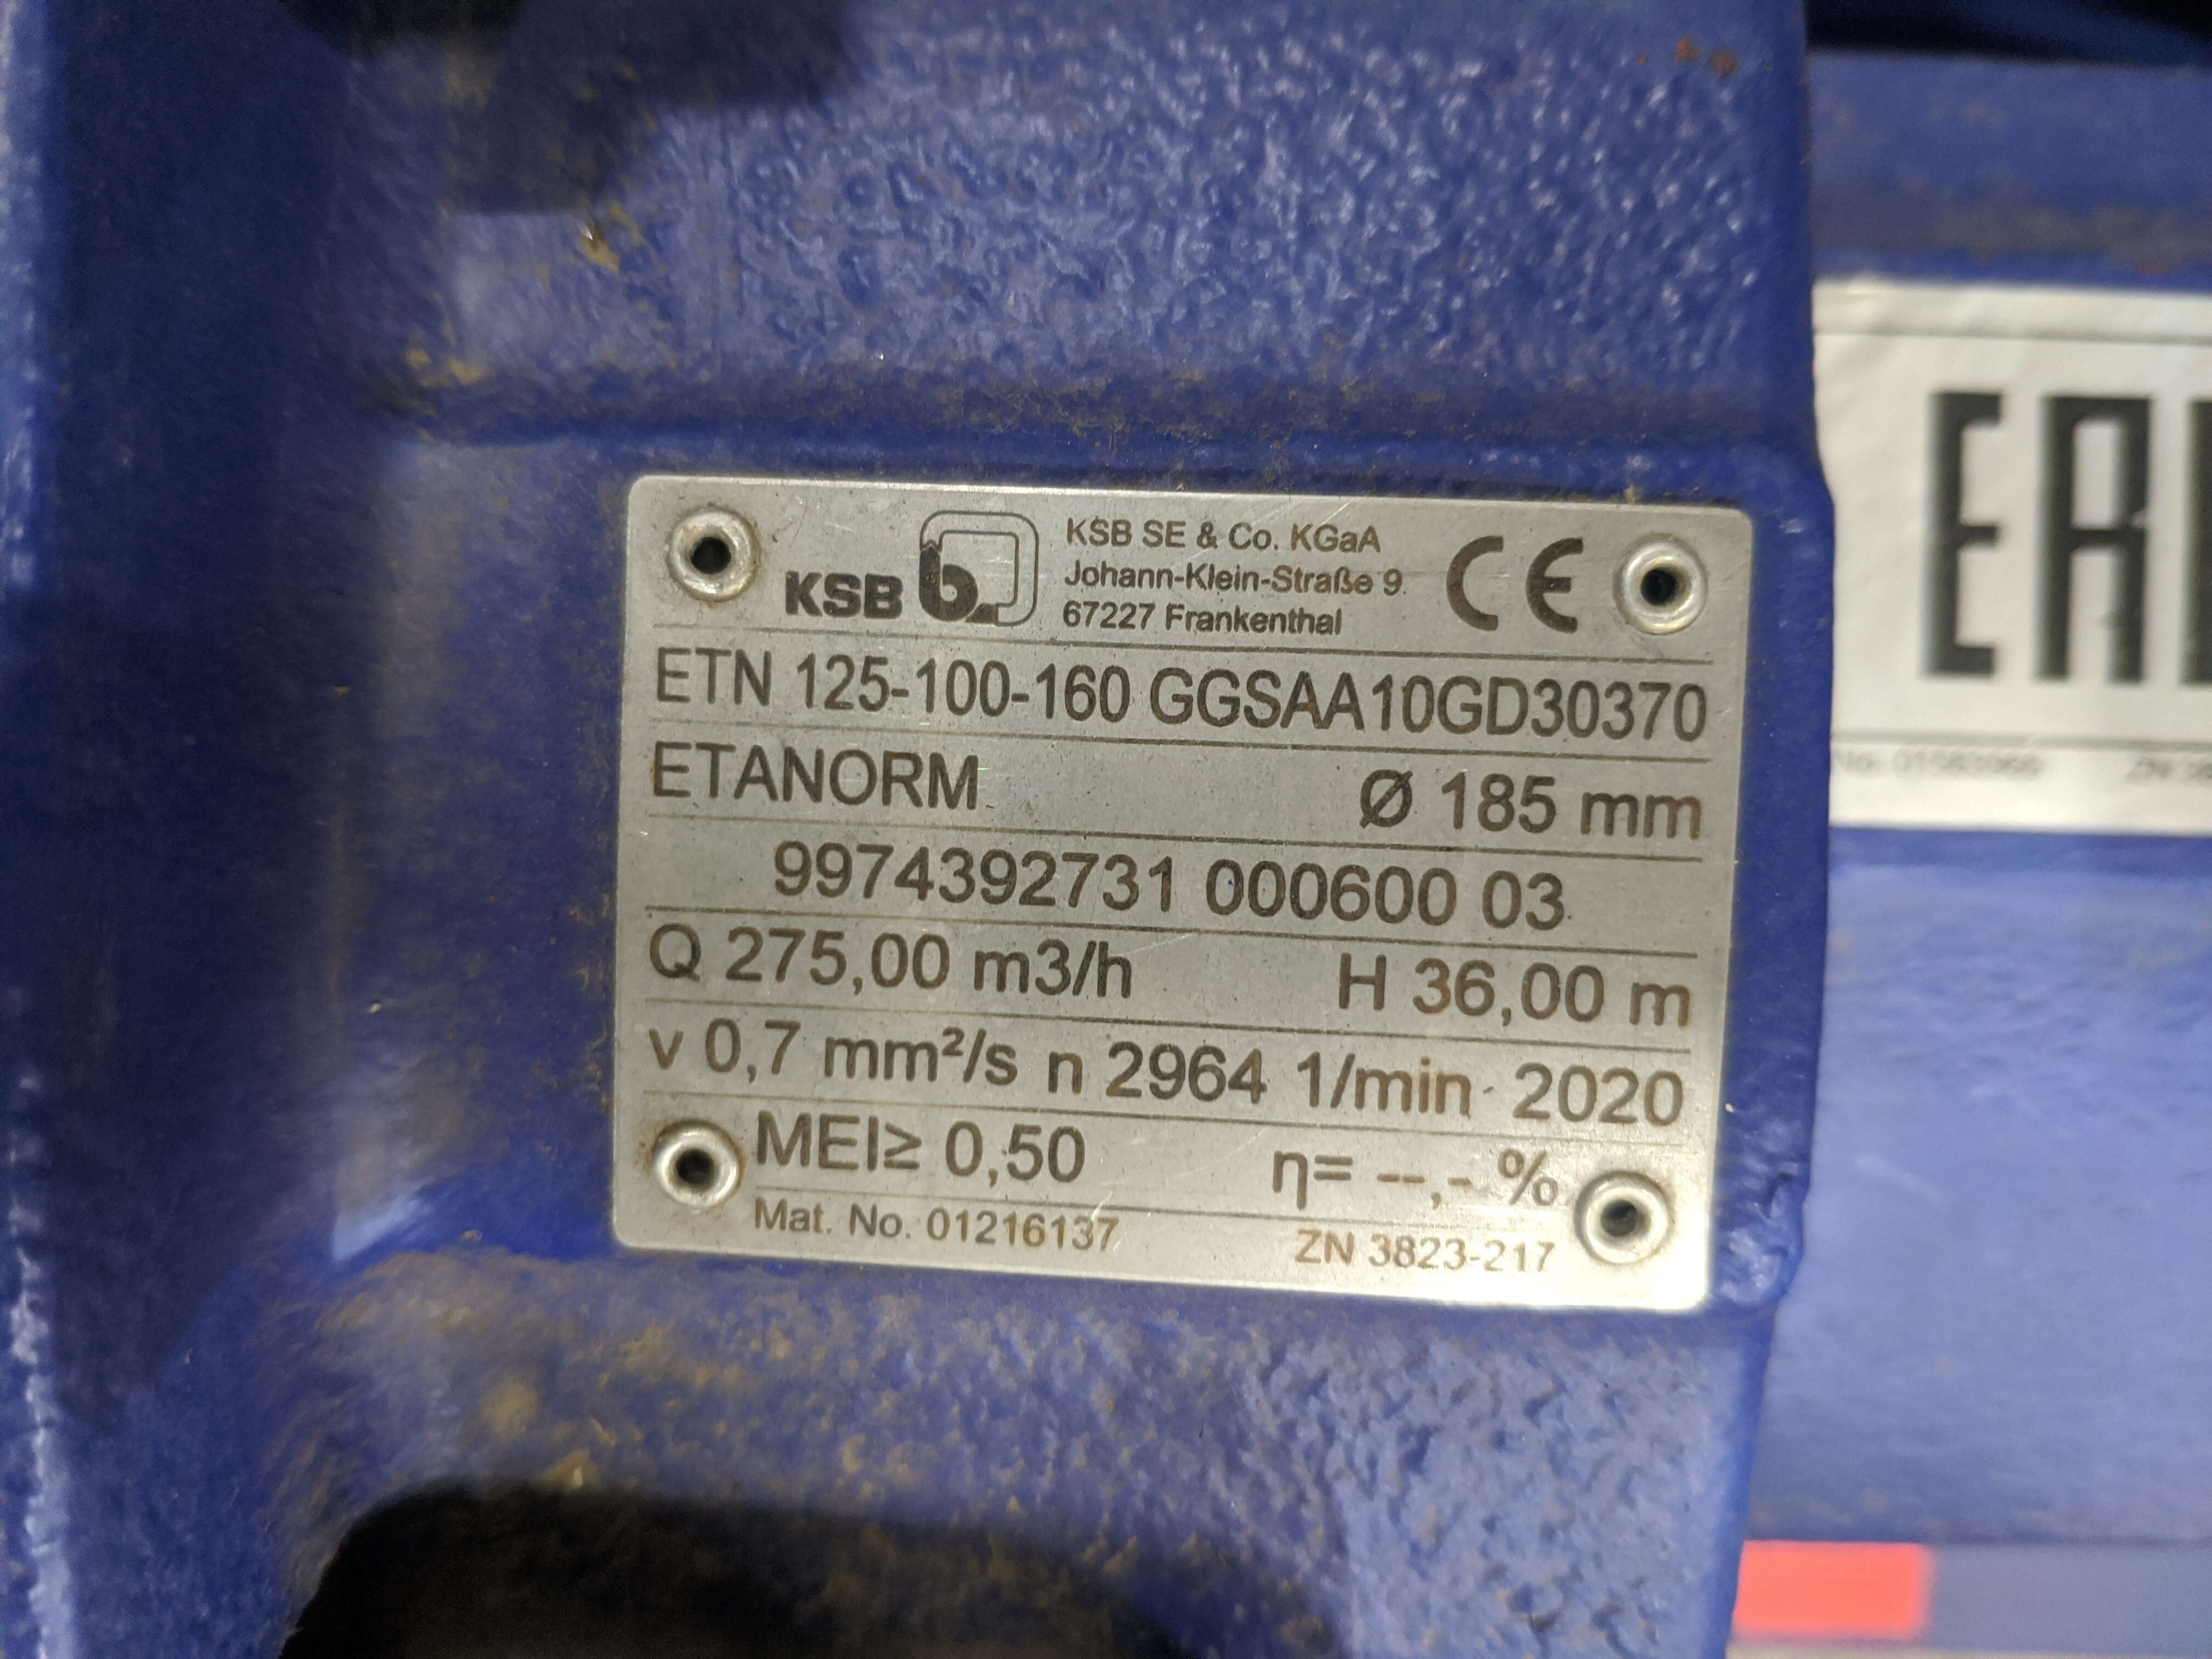 KSB
KSB SE & Co. KGaA
Johann-Klein-Straße 9
67227 Frankenthal
CE
ETN 125-100-160 GGSAA10GD30370
ETANORM Ø 185 mm
9974392731 000600 03
Q 275,00 m3/h H 36,00 m
v 0,7 mm²/s n 2964 1/min 2020
MEI≥ 0,50 η= --,- %
Mat. No. 01216137 ZN 3823-217
EAC